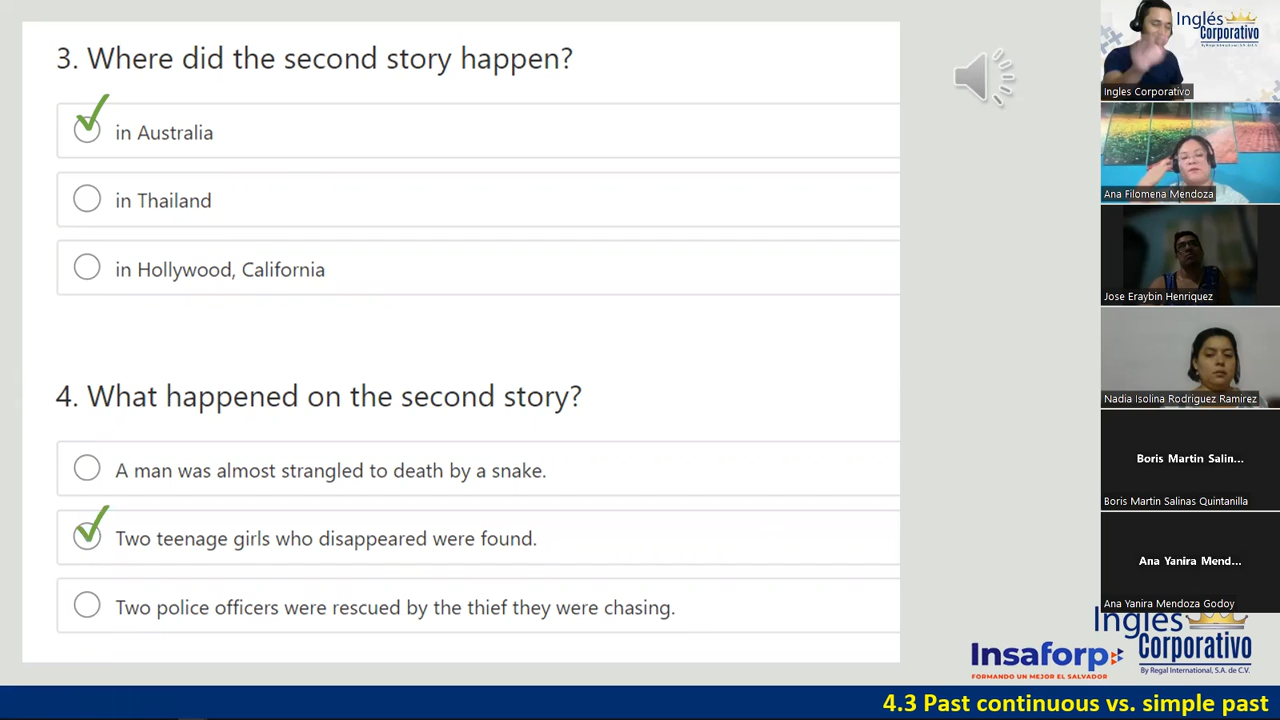 3. Where did the second story happen?
in Australia
in Thailand
in Hollywood, California
4. What happened on the second story?
A man was almost strangled to death by a snake.
Two teenage girls who disappeared were found.
Two police officers were rescued by the thief they were chasing.
Inglés
Corporativo
By Regal International, S.A. de C.V.
Ingles Corporativo
Ana Filomena Mendoza
Jose Eraybin Henriquez
Nadia Isolina Rodriguez Ramirez
Boris Martin Salin...
Boris Martin Salinas Quintanilla
Ana Yanira Mend...
Ana Yanira Mendoza Godoy
Insaforp
FORMANDO UN MEJOR EL SALVADOR
Inglés
Corporativo
By Regal International, S.A. de C.V.
4.3 Past continuous vs. simple past